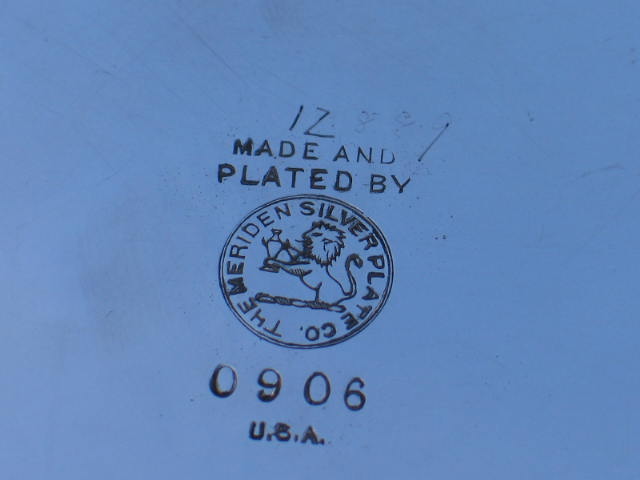 MADE AND
PLATED BY
THE MERIDEN SILVER PLATE CO.
0906
U.S.A.